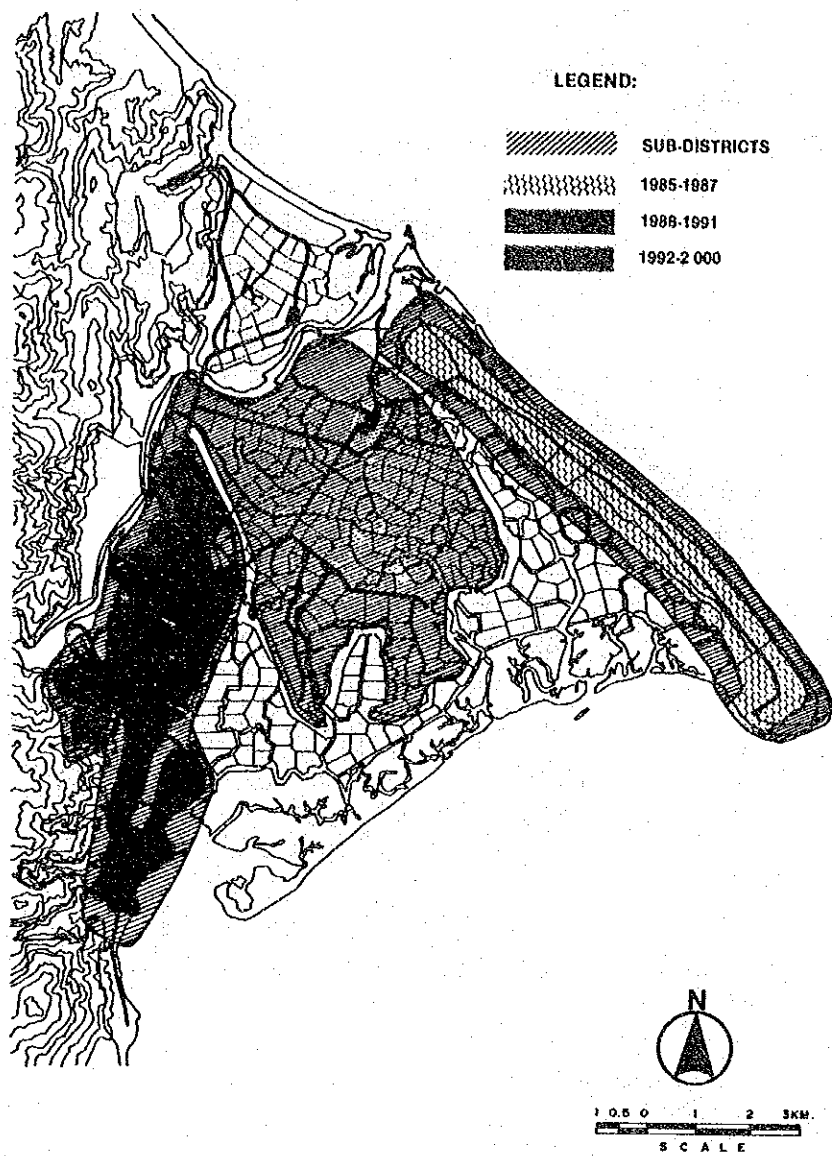 LEGEND:
SUB-DISTRICTS
1985-1987
1988-1991
1992-2 000
N
1 0.5 0 1 2 3KM.
S C A L E